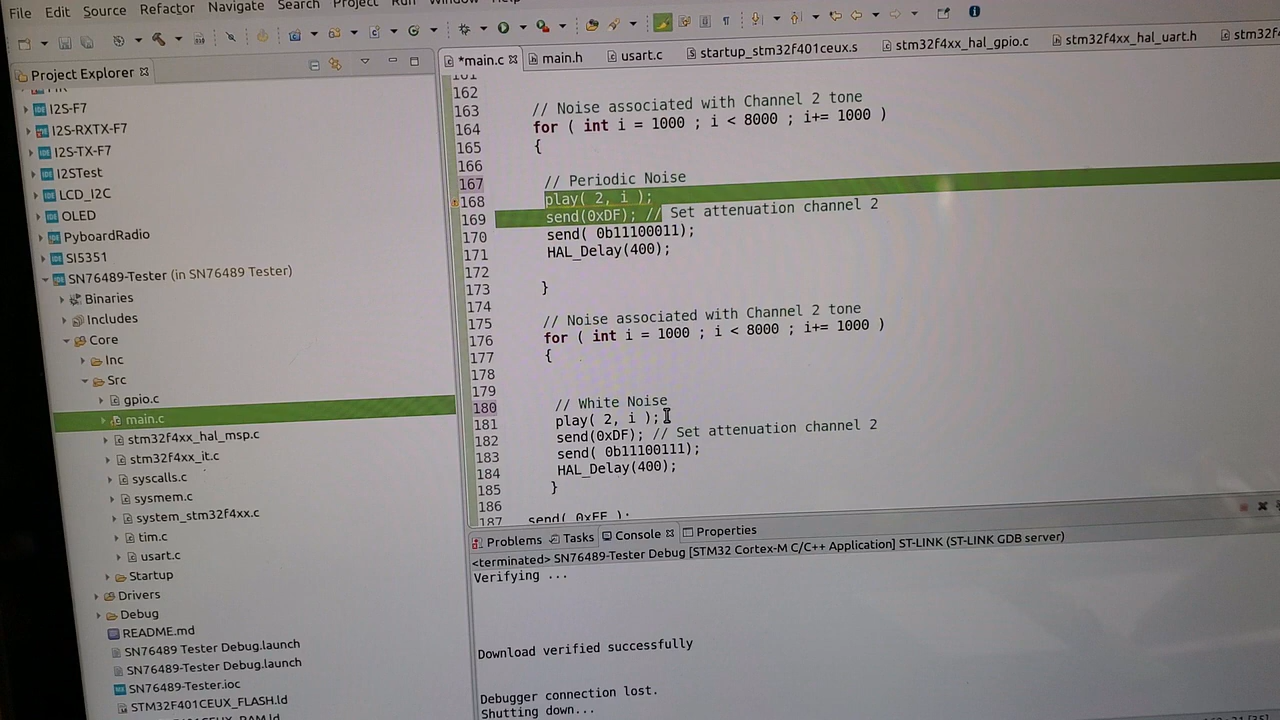 File Edit Source Refactor Navigate Search Project Run Window Help
Project Explorer
I2S-F7
I2S-RXTX-F7
I2S-TX-F7
I2STest
LCD_I2C
OLED
PyboardRadio
SI5351
SN76489-Tester (in SN76489 Tester)
Binaries
Includes
Core
Inc
Src
gpio.c
main.c
stm32f4xx_hal_msp.c
stm32f4xx_it.c
syscalls.c
sysmem.c
system_stm32f4xx.c
tim.c
usart.c
Startup
Drivers
Debug
README.md
SN76489 Tester Debug.launch
SN76489-Tester Debug.launch
SN76489-Tester.ioc
STM32F401CEUX_FLASH.ld
*main.c main.h usart.c startup_stm32f401ceux.s stm32f4xx_hal_gpio.c stm32f4xx_hal_uart.h
161
162
163 // Noise associated with Channel 2 tone
164 for ( int i = 1000 ; i < 8000 ; i+= 1000 )
165 {
166
167 // Periodic Noise
168 play( 2, i );
169 send(0xDF); // Set attenuation channel 2
170 send( 0b11100011);
171 HAL_Delay(400);
172
173 }
174
175 // Noise associated with Channel 2 tone
176 for ( int i = 1000 ; i < 8000 ; i+= 1000 )
177 {
178
179
180 // White Noise
181 play( 2, i );
182 send(0xDF); // Set attenuation channel 2
183 send( 0b11100111);
184 HAL_Delay(400);
185 }
186
187 send( 0xFF );
Problems Tasks Console Properties
<terminated> SN76489-Tester Debug [STM32 Cortex-M C/C++ Application] ST-LINK (ST-LINK GDB server)
Verifying ...
Download verified successfully
Debugger connection lost.
Shutting down...